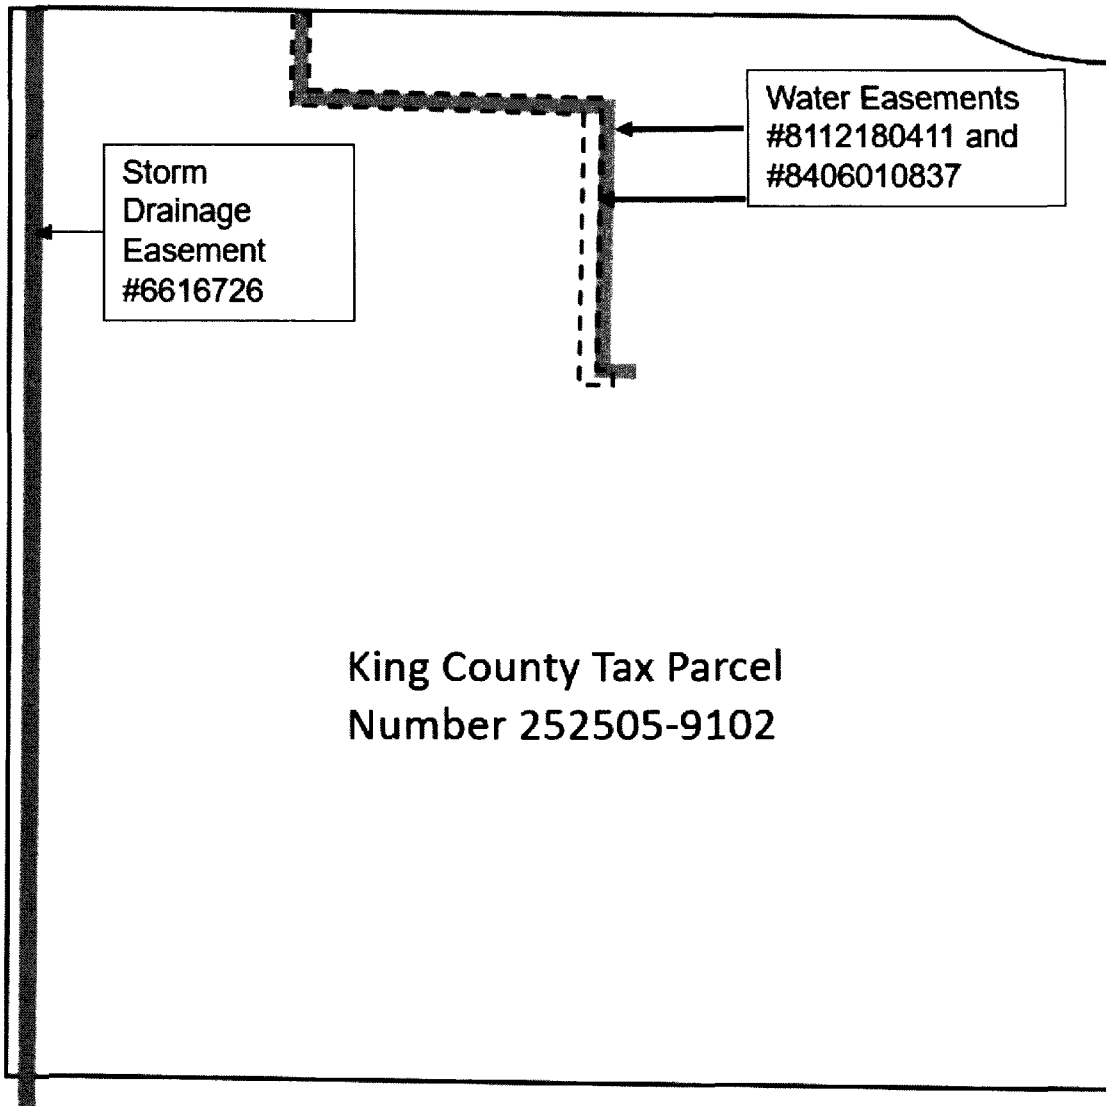 Water Easements
#8112180411 and
#8406010837
Storm
Drainage
Easement
#6616726
King County Tax Parcel
Number 252505-9102